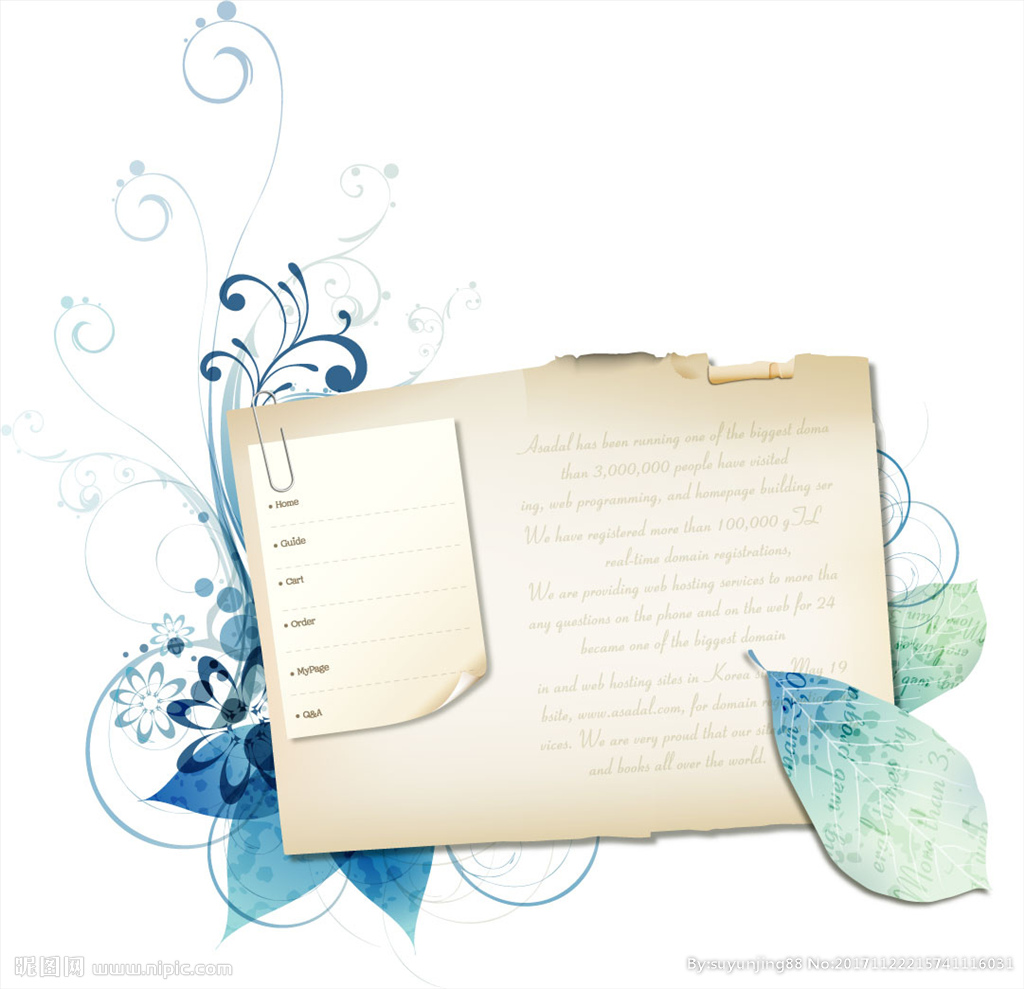 Home
Guide
Cart
Order
MyPage
Q&A
Asadal has been running one of the biggest doma
than 3,000,000 people have visited
ing, web programming, and homepage building ser
We have registered more than 100,000 gTL
real-time domain registrations,
We are providing web hosting services to more tha
any questions on the phone and on the web for 24
became one of the biggest domain
in and web hosting sites in Korea May 19
bsite, www.asadal.com, for domain
vices. We are very proud that our
and books all over the world.
More than 3,
昵图网 www.nipic.com
By:suyunjing88 No:20171122215741116031